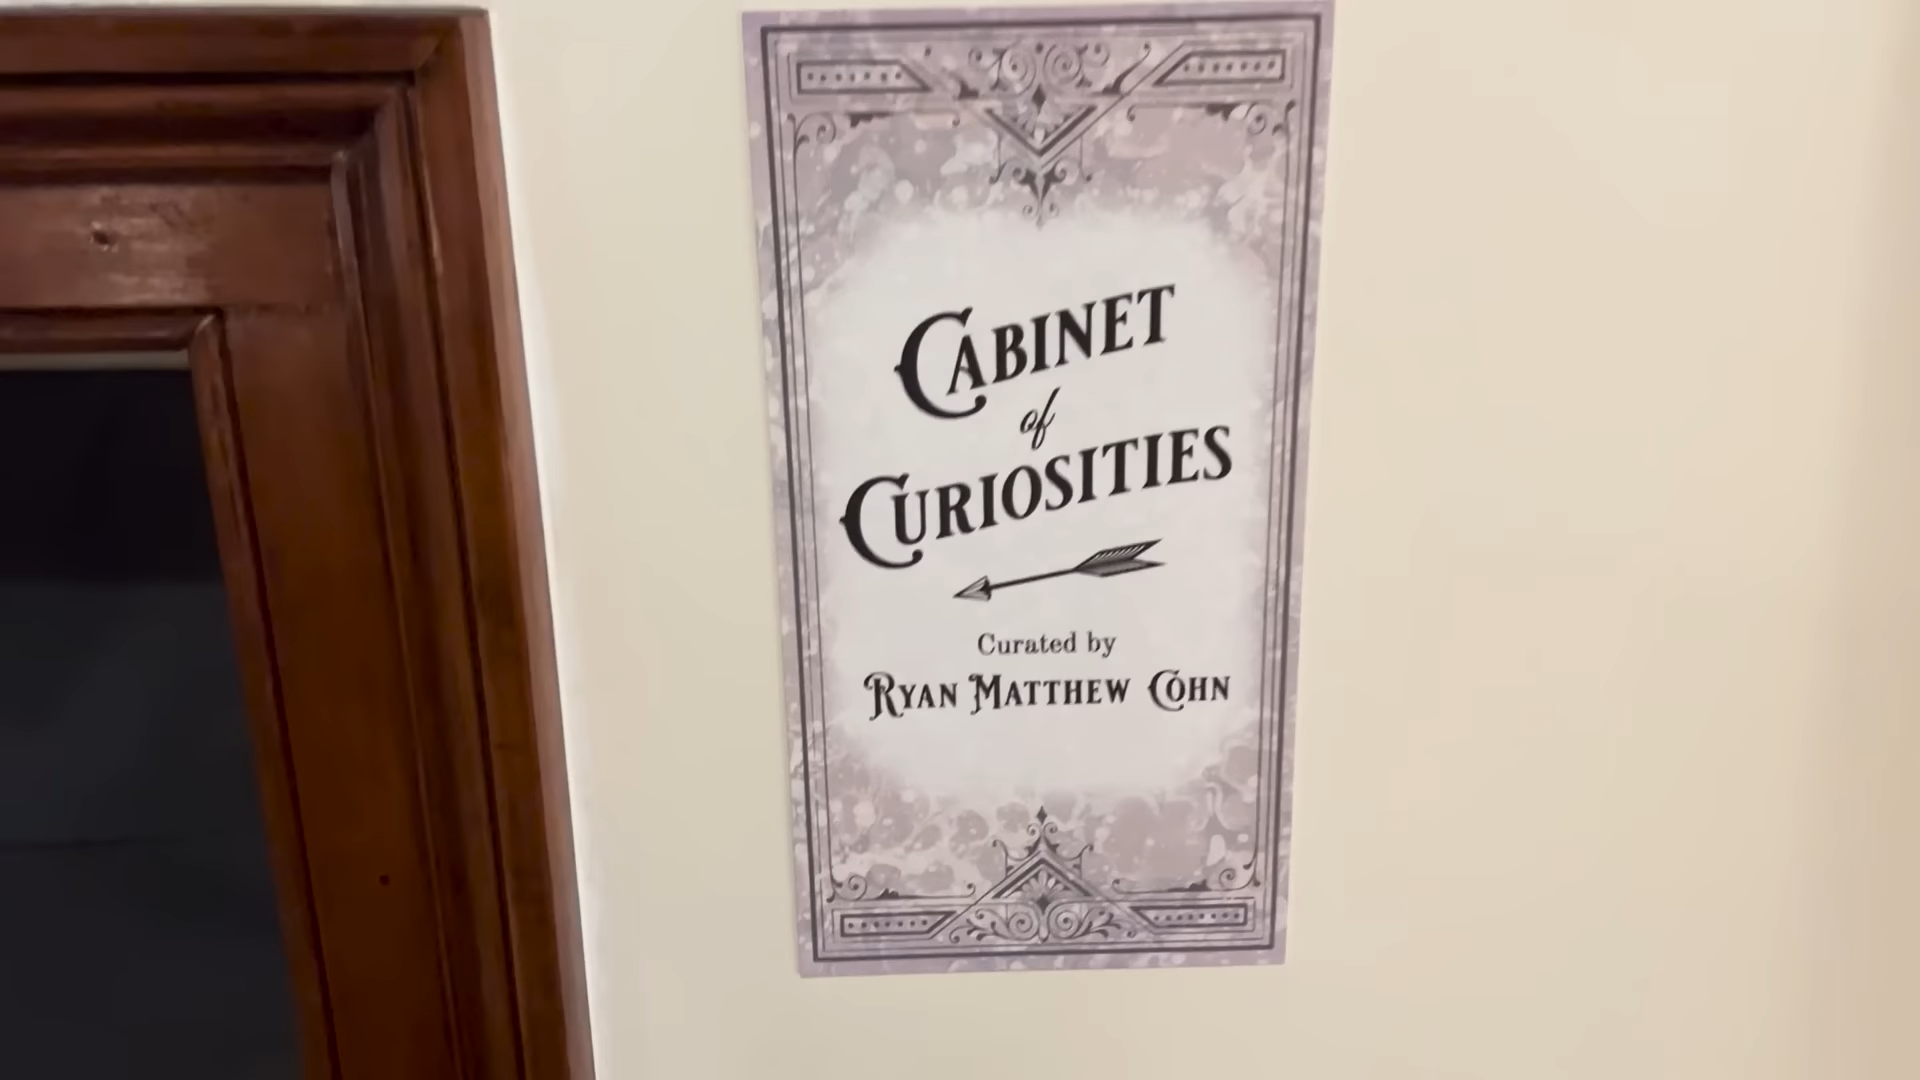 CABINET
of
CURIOSITIES
Curated by
RYAN MATTHEW COHN